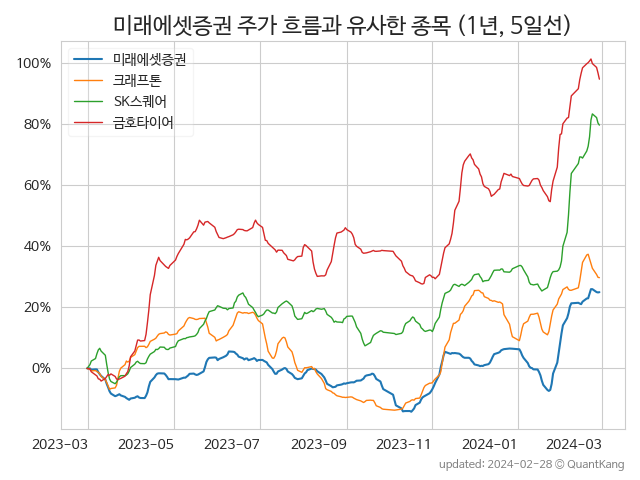 미래에셋증권 주가 흐름과 유사한 종목 (1년, 5일선)
미래에셋증권
크래프톤
SK스퀘어
금호타이어
100%
80%
60%
40%
20%
0%
2023-03 2023-05 2023-07 2023-09 2023-11 2024-01 2024-03
updated: 2024-02-28 © QuantKang